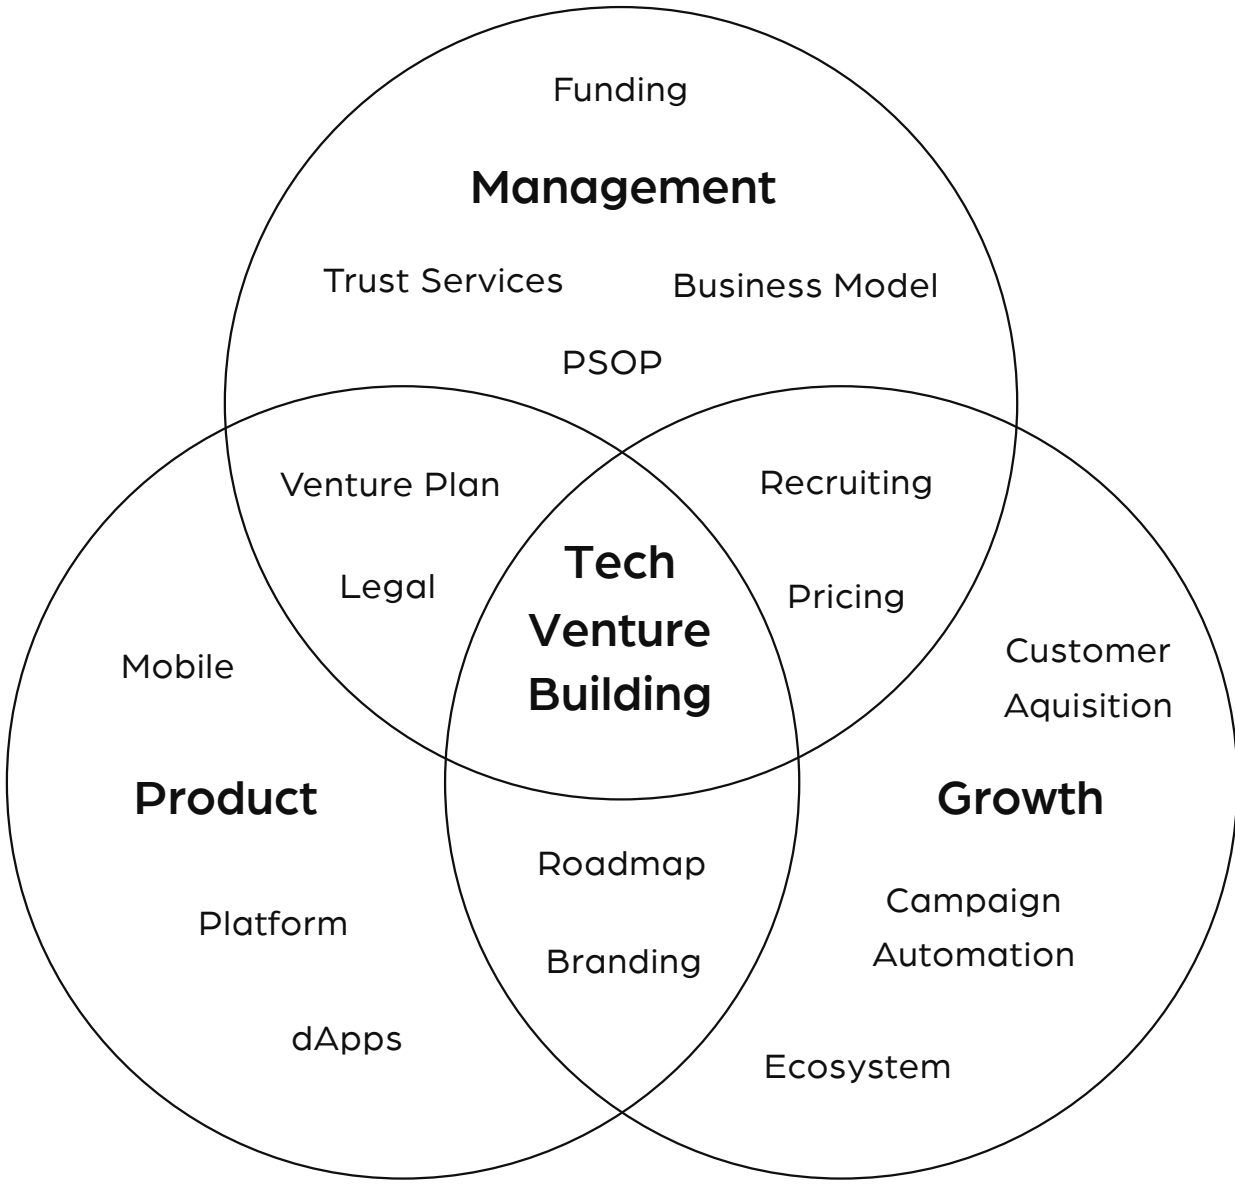 Funding
Management
Trust Services
Business Model
PSOP
Venture Plan
Recruiting
Legal
Tech
Venture
Building
Pricing
Mobile
Customer
Aquisition
Product
Growth
Roadmap
Campaign
Automation
Platform
Branding
dApps
Ecosystem